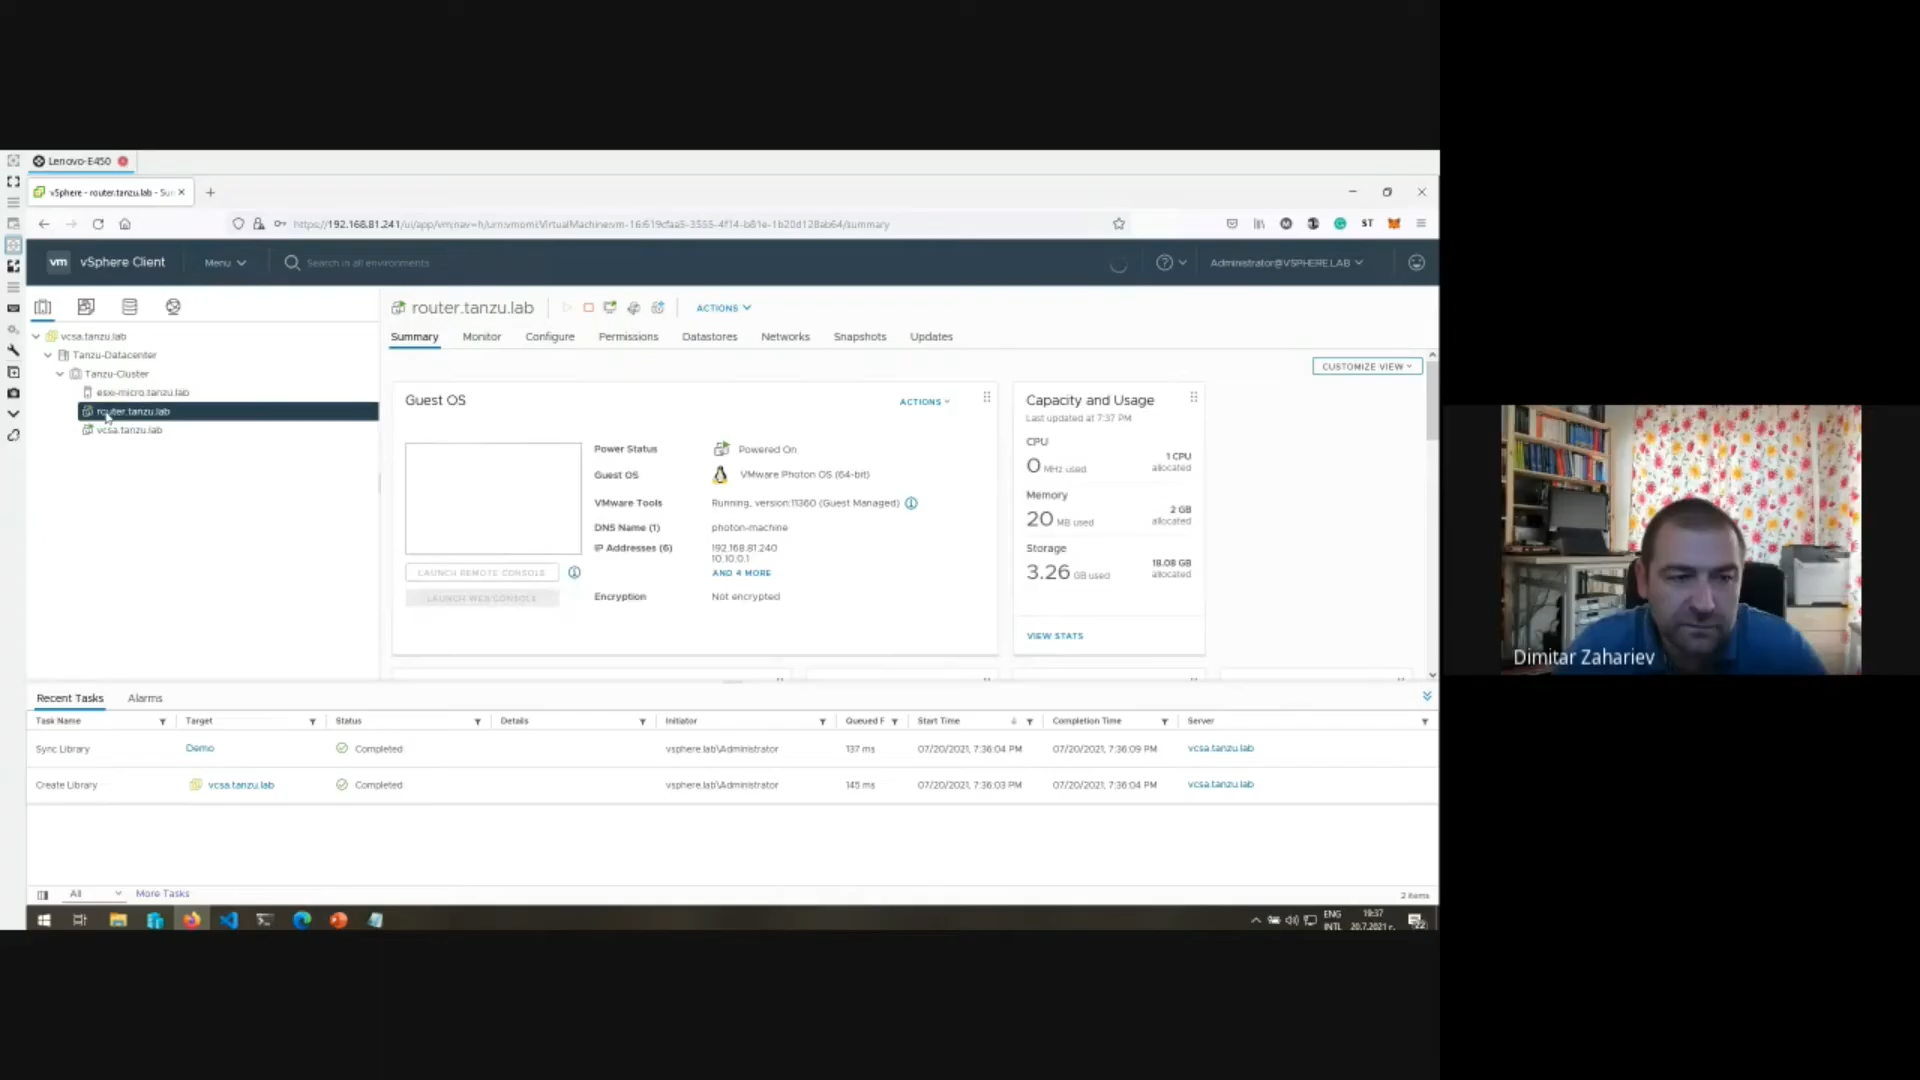 Lenovo-E450
vSphere - router.tanzu.lab - Sum
https://192.168.81.241/ui/app/vm;nav=h/urn:vmomi:VirtualMachine:vm-16:619cfaa5-3555-4f14-b81e-1b20d128ab64/summary
ST
vm vSphere Client Menu Search in all environments Administrator@VSPHERE.LAB
router.tanzu.lab ACTIONS
Summary Monitor Configure Permissions Datastores Networks Snapshots Updates
vcsa.tanzu.lab
Tanzu-Datacenter
Tanzu-Cluster
esxi-micro.tanzu.lab
router.tanzu.lab
vcsa.tanzu.lab
CUSTOMIZE VIEW
Guest OS ACTIONS
Power Status Powered On
Guest OS VMware Photon OS (64-bit)
VMware Tools Running, version:11360 (Guest Managed)
DNS Name (1) photon-machine
IP Addresses (6) 192.168.81.240
10.10.0.1
AND 4 MORE
Encryption Not encrypted
LAUNCH REMOTE CONSOLE
LAUNCH WEB CONSOLE
Capacity and Usage
Last updated at 7:37 PM
CPU
0 MHz used 1 CPU allocated
Memory
20 MB used 2 GB allocated
Storage
3.26 GB used 18.08 GB allocated
VIEW STATS
Recent Tasks Alarms
Task Name Target Status Details Initiator Queued F Start Time Completion Time Server
Sync Library Demo Completed vsphere.lab\Administrator 137 ms 07/20/2021, 7:36:04 PM 07/20/2021, 7:36:09 PM vcsa.tanzu.lab
Create Library vcsa.tanzu.lab Completed vsphere.lab\Administrator 145 ms 07/20/2021, 7:36:03 PM 07/20/2021, 7:36:04 PM vcsa.tanzu.lab
All More Tasks 2 items
ENG 19:37
INTL 20.7.2021 г. 22
Dimitar Zahariev